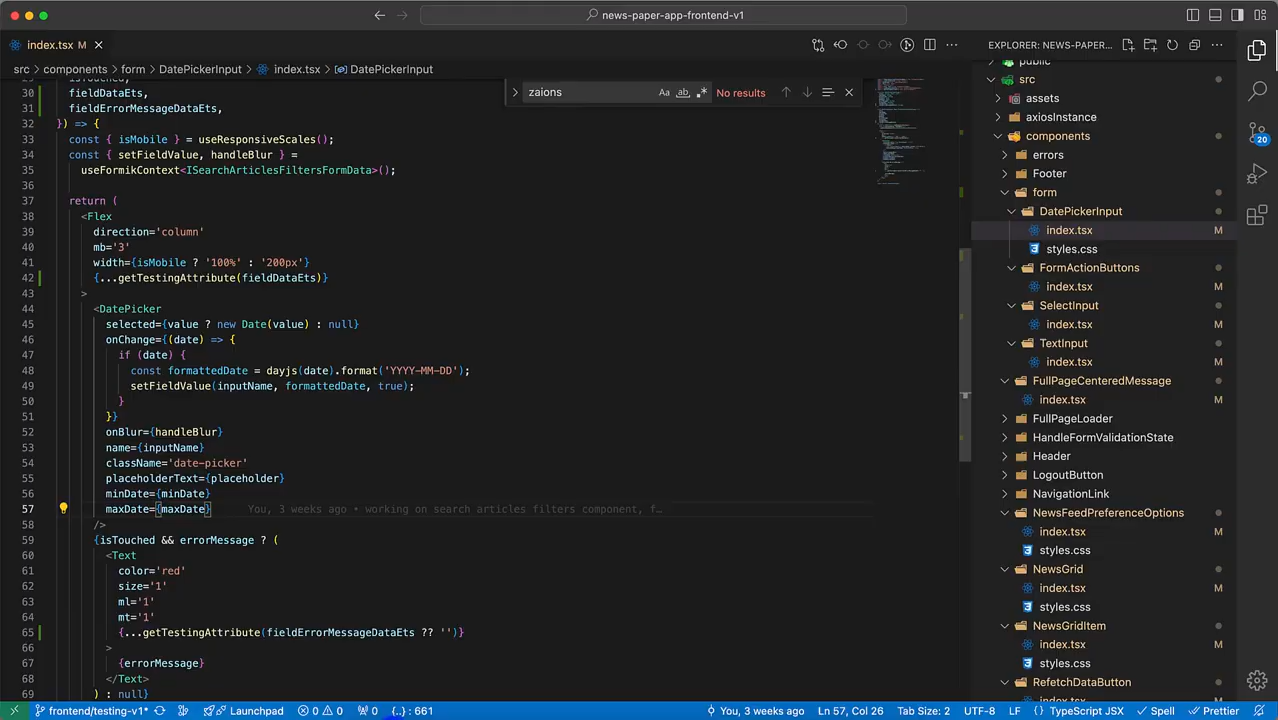 news-paper-app-frontend-v1
index.tsx M
EXPLORER: NEWS-PAPER...
src > components > form > DatePickerInput > index.tsx > DatePickerInput
zaions
Aa ab .* No results
29 isTouched,
30 fieldDataEts,
31 fieldErrorMessageDataEts,
32 }) => {
33 const { isMobile } = useResponsiveScales();
34 const { setFieldValue, handleBlur } =
35 useFormikContext<ISearchArticlesFiltersFormData>();
36
37 return (
38 <Flex
39 direction='column'
40 mb='3'
41 width={isMobile ? '100%' : '200px'}
42 {...getTestingAttribute(fieldDataEts)}
43 >
44 <DatePicker
45 selected={value ? new Date(value) : null}
46 onChange={(date) => {
47 if (date) {
48 const formattedDate = dayjs(date).format('YYYY-MM-DD');
49 setFieldValue(inputName, formattedDate, true);
50 }
51 }}
52 onBlur={handleBlur}
53 name={inputName}
54 className='date-picker'
55 placeholderText={placeholder}
56 minDate={minDate}
57 maxDate={maxDate} You, 3 weeks ago • working on search articles filters component, f…
58 />
59 {isTouched && errorMessage ? (
60 <Text
61 color='red'
62 size='1'
63 ml='1'
64 mt='1'
65 {...getTestingAttribute(fieldErrorMessageDataEts ?? '')}
66 >
67 {errorMessage}
68 </Text>
69 ) : null}
public
src
assets
axiosInstance
components
errors
Footer
form
DatePickerInput
index.tsx M
styles.css
FormActionButtons
index.tsx M
SelectInput
index.tsx M
TextInput
index.tsx M
FullPageCenteredMessage
index.tsx M
FullPageLoader
HandleFormValidationState
Header
LogoutButton
NavigationLink
NewsFeedPreferenceOptions
index.tsx M
styles.css
NewsGrid
index.tsx M
styles.css
NewsGridItem
index.tsx M
styles.css
RefetchDataButton
index.tsx M
20
frontend/testing-v1* Launchpad 0 0 0 {..} : 661 You, 3 weeks ago Ln 57, Col 26 Tab Size: 2 UTF-8 LF {} TypeScript JSX Spell Prettier